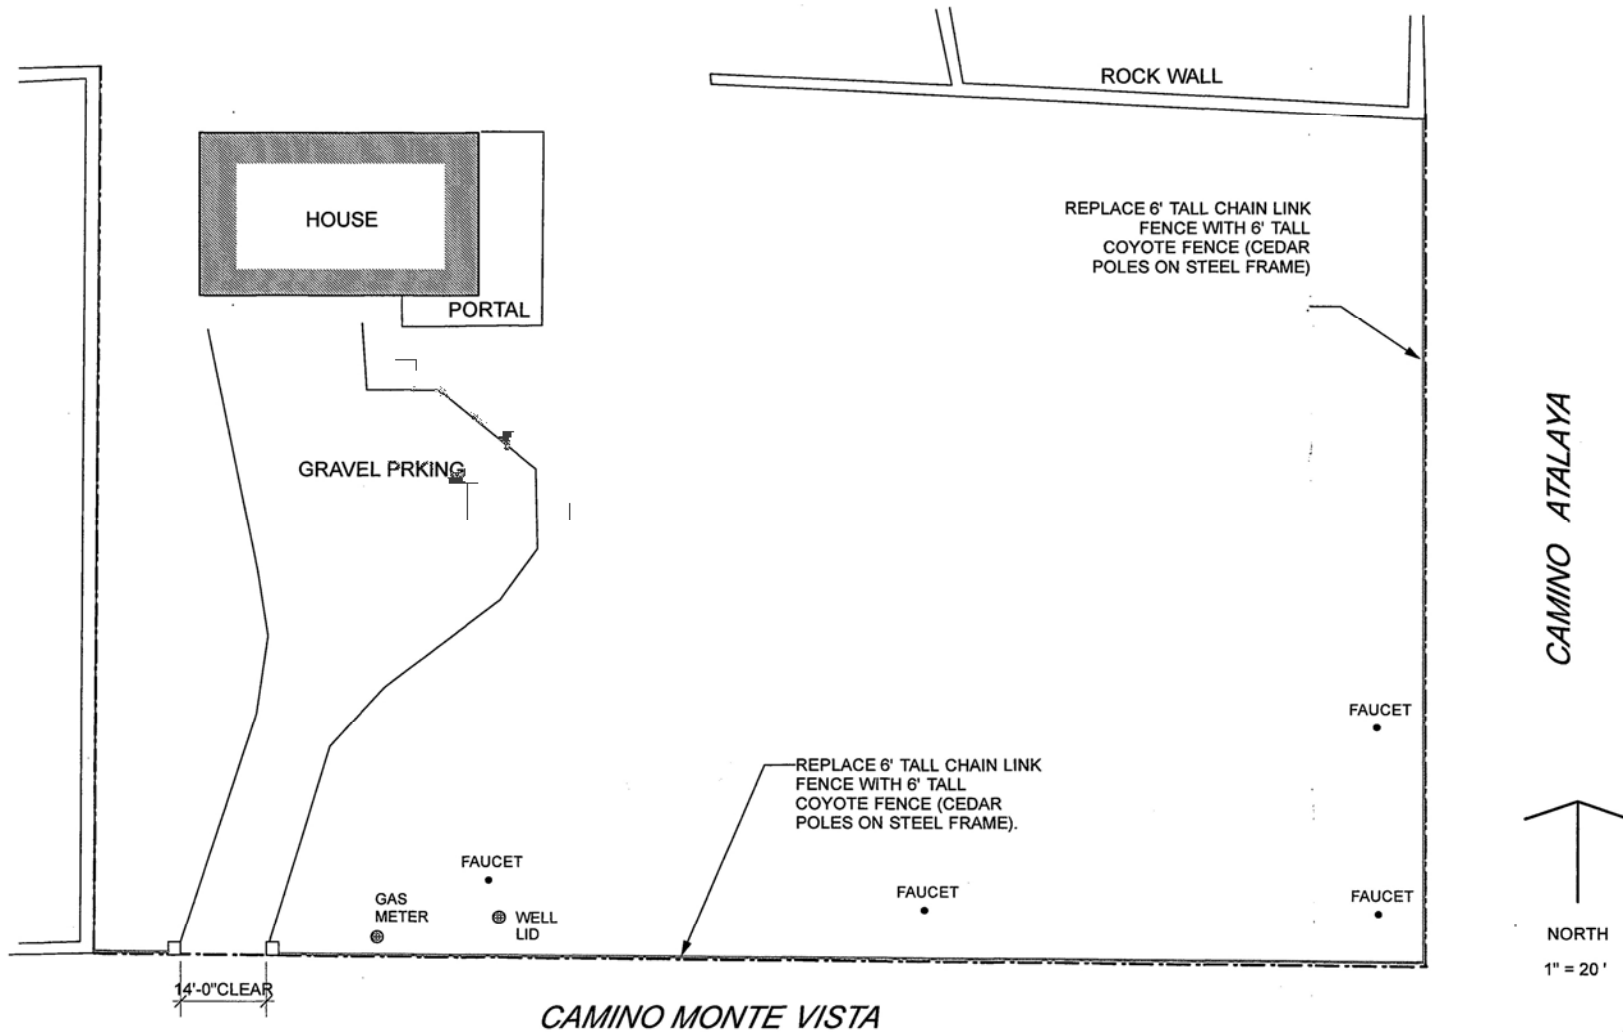 ROCK WALL
HOUSE
REPLACE 6' TALL CHAIN LINK
FENCE WITH 6' TALL
COYOTE FENCE (CEDAR
POLES ON STEEL FRAME)
PORTAL
GRAVEL PRKING
CAMINO ATALAYA
FAUCET
REPLACE 6' TALL CHAIN LINK
FENCE WITH 6' TALL
COYOTE FENCE (CEDAR
POLES ON STEEL FRAME).
FAUCET
GAS
METER
WELL
LID
FAUCET
FAUCET
NORTH
1" = 20 '
14'-0"CLEAR
CAMINO MONTE VISTA